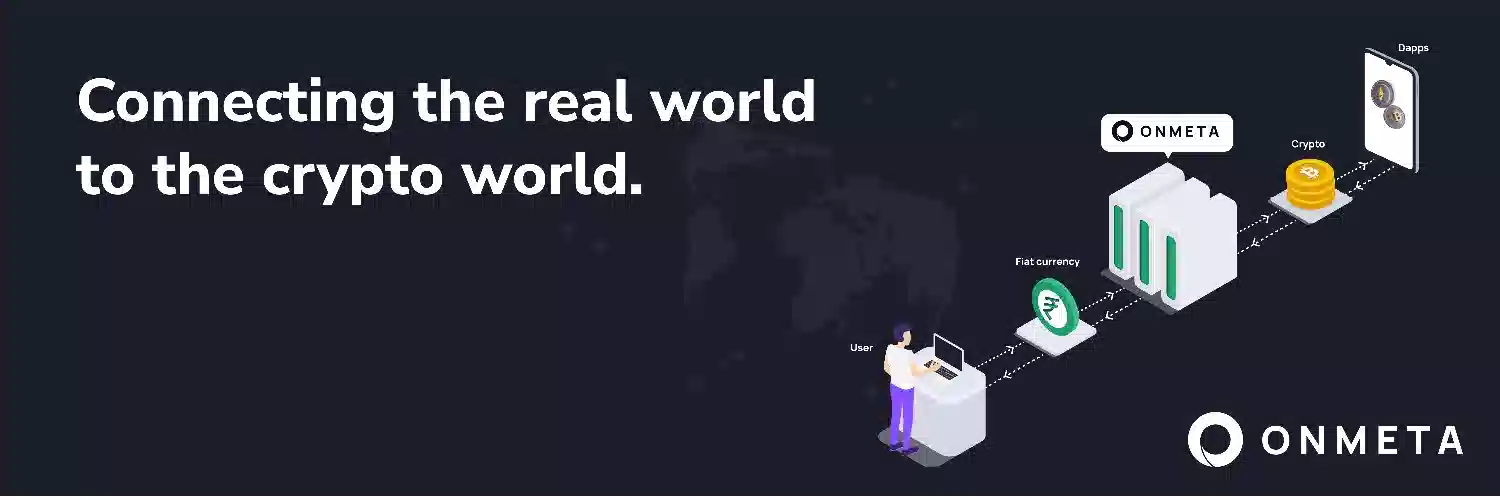 Connecting the real world
to the crypto world.
Dapps
ONMETA
Crypto
Fiat currency
₹
User
ONMETA